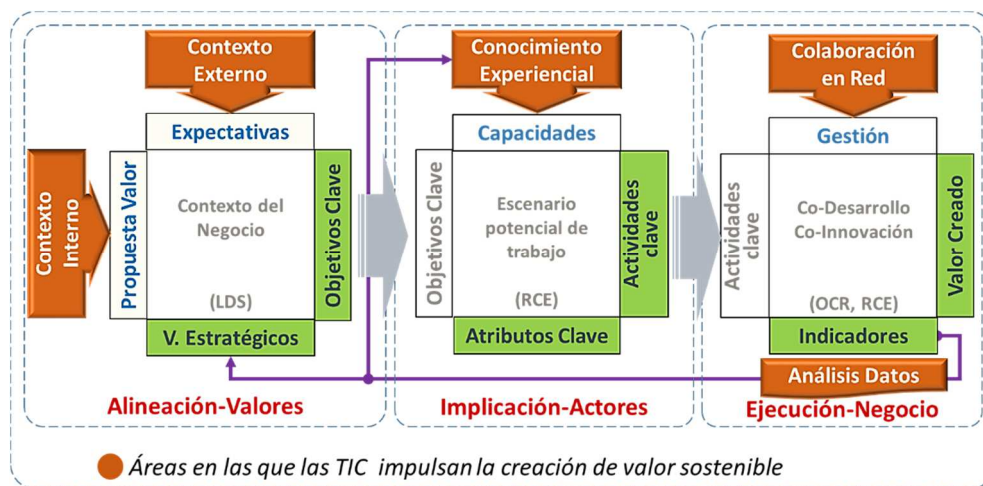 Contexto
Externo
Conocimiento
Experiencial
Colaboración
en Red
Expectativas
Capacidades
Gestión
Contexto
Interno
Propuesta Valor
Contexto del
Negocio
(LDS)
Objetivos Clave
V. Estratégicos
Objetivos Clave
Escenario
potencial de
trabajo
(RCE)
Actividades
clave
Atributos Clave
Actividades
clave
Co-Desarrollo
Co-Innovación
(OCR, RCE)
Valor Creado
Indicadores
Análisis Datos
Alineación-Valores
Implicación-Actores
Ejecución-Negocio
Áreas en las que las TIC impulsan la creación de valor sostenible